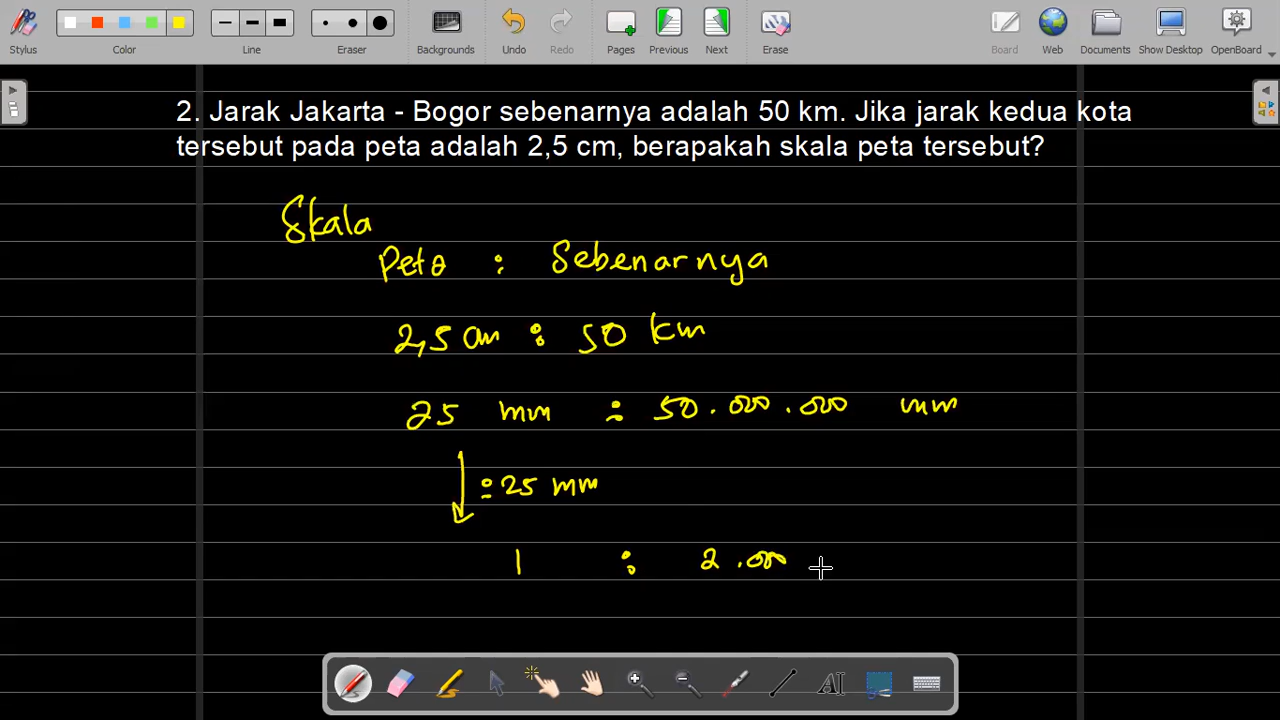 Stylus Color Line Eraser Backgrounds Undo Redo Pages Previous Next Erase Board Web Documents Show Desktop OpenBoard
2. Jarak Jakarta - Bogor sebenarnya adalah 50 km. Jika jarak kedua kota
tersebut pada peta adalah 2,5 cm, berapakah skala peta tersebut?
Skala
Peta : Sebenarnya
2,5 cm : 50 km
25 mm : 50.000.000 mm
: 25 mm
1 : 2.000
AI